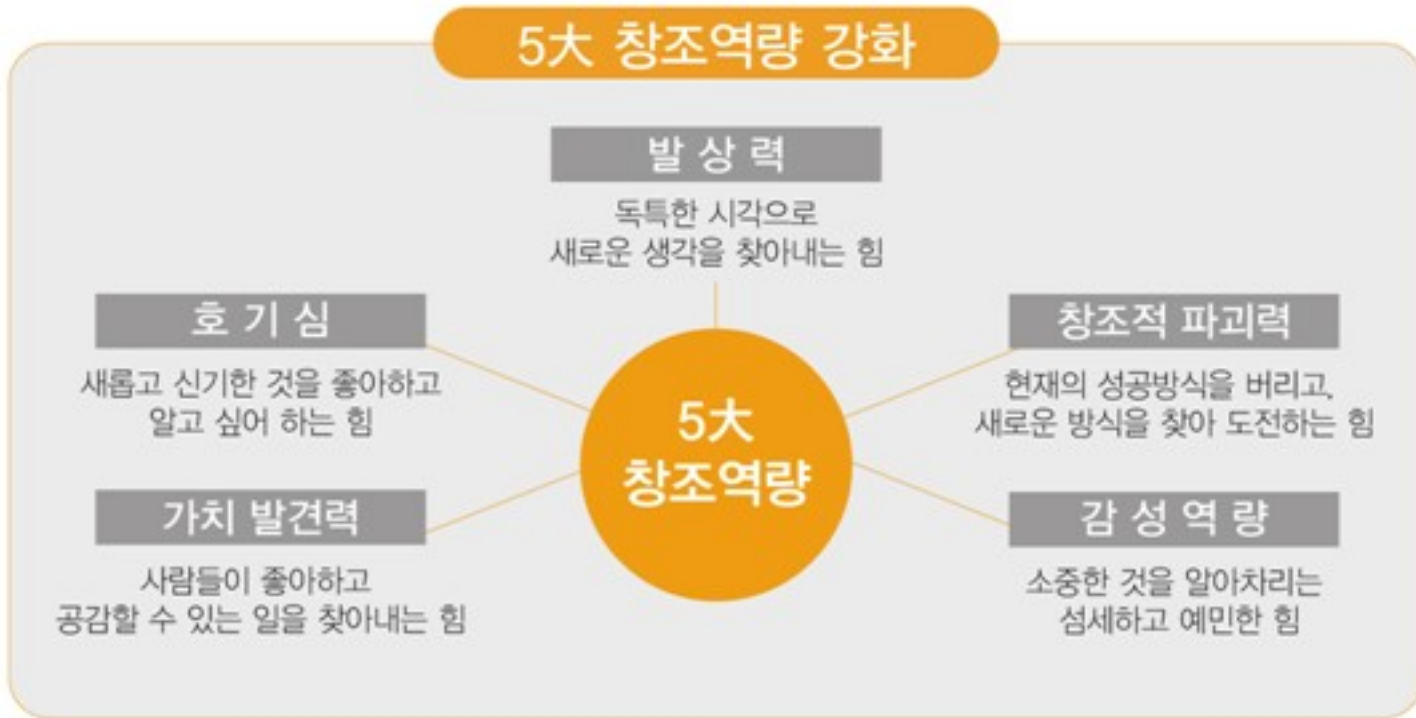 5大 창조역량 강화
발 상 력
독특한 시각으로
새로운 생각을 찾아내는 힘
호 기 심
새롭고 신기한 것을 좋아하고
알고 싶어 하는 힘
창조적 파괴력
현재의 성공방식을 버리고,
새로운 방식을 찾아 도전하는 힘
5大
창조역량
가치 발견력
사람들이 좋아하고
공감할 수 있는 일을 찾아내는 힘
감 성 역 량
소중한 것을 알아차리는
섬세하고 예민한 힘